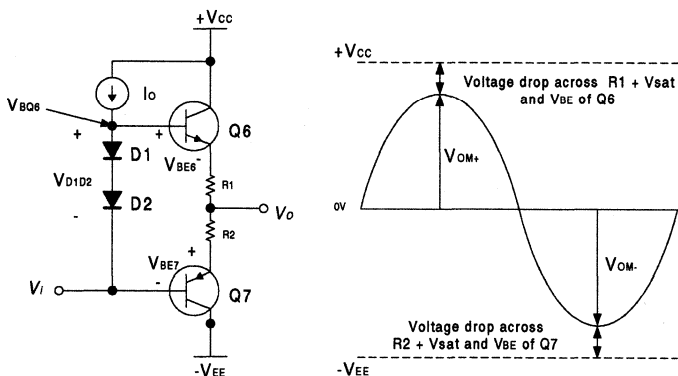 +VCC
IO
VBQ6
+
+
Q6
D1
VBE6
-
VD1D2
R1
D2
Vo
-
R2
+
VBE7
Vi
-
Q7
-VEE
+VCC
Voltage drop across R1 + Vsat
and VBE of Q6
VOM+
0V
VOM-
Voltage drop across
R2 + Vsat and VBE of Q7
-VEE